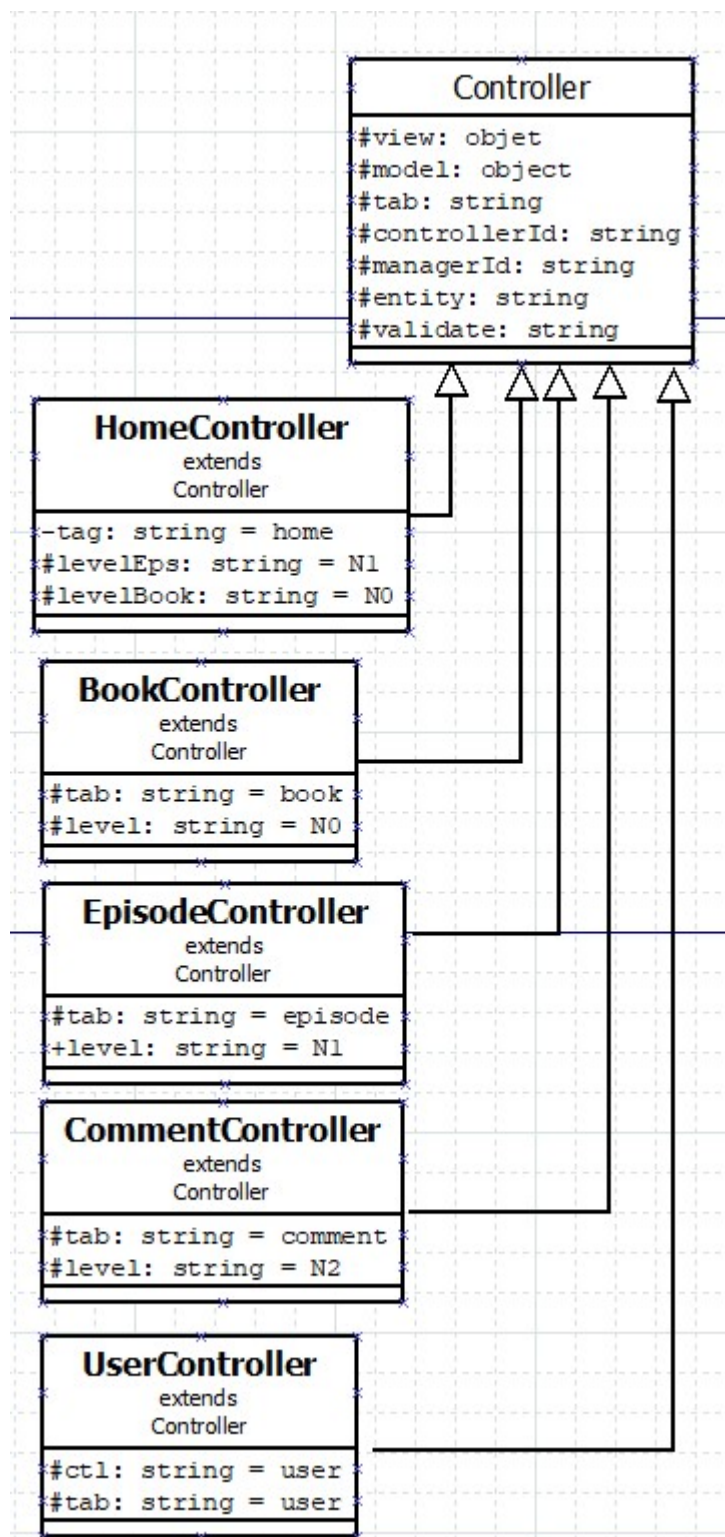 Controller
#view: objet
#model: object
#tab: string
#controllerId: string
#managerId: string
#entity: string
#validate: string
HomeController
extends
Controller
-tag: string = home
#levelEps: string = N1
#levelBook: string = N0
BookController
extends
Controller
#tab: string = book
#level: string = N0
EpisodeController
extends
Controller
#tab: string = episode
+level: string = N1
CommentController
extends
Controller
#tab: string = comment
#level: string = N2
UserController
extends
Controller
#ctl: string = user
#tab: string = user